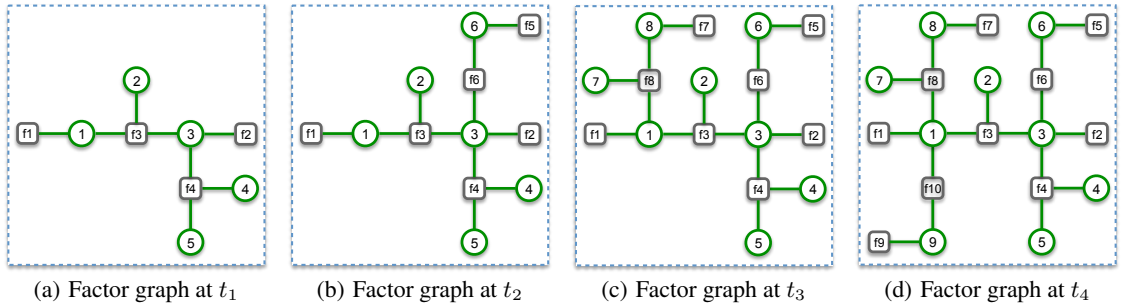 2
f1 1 f3 3 f2
f4 4
5
(a) Factor graph at t1
6 f5
2 f6
f1 1 f3 3 f2
f4 4
5
(b) Factor graph at t2
8 f7 6 f5
7 f8 2 f6
f1 1 f3 3 f2
f4 4
5
(c) Factor graph at t3
8 f7 6 f5
7 f8 2 f6
f1 1 f3 3 f2
f10 f4 4
f9 9 5
(d) Factor graph at t4